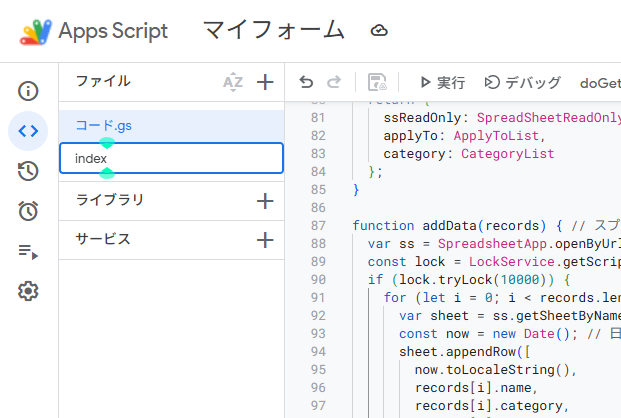 Apps Script マイフォーム
ファイル
コード.gs
index
ライブラリ
サービス
実行 デバッグ doGet
81 ssReadOnly: SpreadSheetReadOnly
82 applyTo: ApplyToList,
83 category: CategoryList
84 };
85 }
86
87 function addData(records) { // スプ
88 var ss = SpreadsheetApp.openByUrl
89 const lock = LockService.getScrip
90 if (lock.tryLock(10000)) {
91 for (let i = 0; i < records.len
92 var sheet = ss.getSheetByName
93 const now = new Date(); // 日
94 sheet.appendRow([
95 now.toLocaleString(),
96 records[i].name,
97 records[i].category,